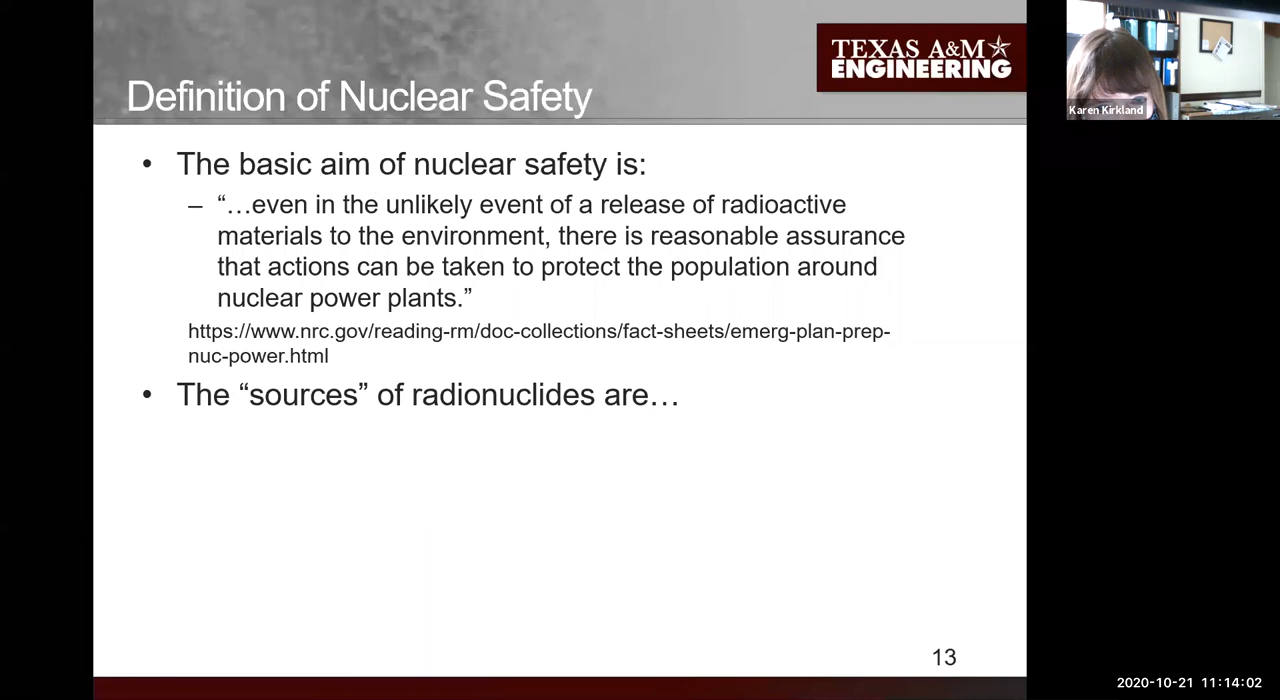 TEXAS A&M
ENGINEERING
Definition of Nuclear Safety
• The basic aim of nuclear safety is:
– “…even in the unlikely event of a release of radioactive
materials to the environment, there is reasonable assurance
that actions can be taken to protect the population around
nuclear power plants.”
https://www.nrc.gov/reading-rm/doc-collections/fact-sheets/emerg-plan-prep-
nuc-power.html
• The “sources” of radionuclides are…
13
Karen Kirkland
2020-10-21 11:14:02